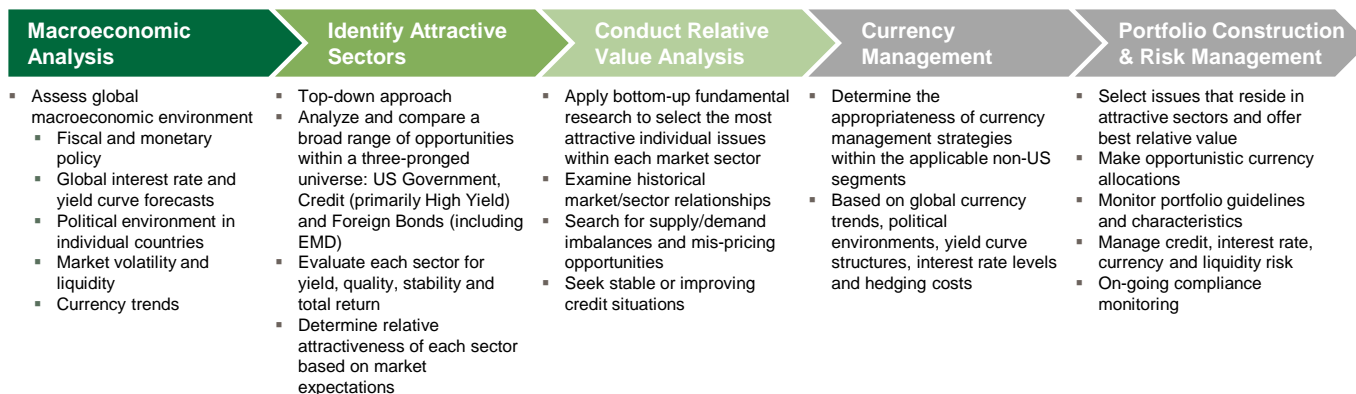 Macroeconomic
Analysis
▪ Assess global
macroeconomic environment
▪ Fiscal and monetary
policy
▪ Global interest rate and
yield curve forecasts
▪ Political environment in
individual countries
▪ Market volatility and
liquidity
▪ Currency trends
Identify Attractive
Sectors
▪ Top-down approach
▪ Analyze and compare a
broad range of opportunities
within a three-pronged
universe: US Government,
Credit (primarily High Yield)
and Foreign Bonds (including
EMD)
▪ Evaluate each sector for
yield, quality, stability and
total return
▪ Determine relative
attractiveness of each sector
based on market
expectations
Conduct Relative
Value Analysis
▪ Apply bottom-up fundamental
research to select the most
attractive individual issues
within each market sector
▪ Examine historical
market/sector relationships
▪ Search for supply/demand
imbalances and mis-pricing
opportunities
▪ Seek stable or improving
credit situations
Currency
Management
▪ Determine the
appropriateness of currency
management strategies
within the applicable non-US
segments
▪ Based on global currency
trends, political
environments, yield curve
structures, interest rate levels
and hedging costs
Portfolio Construction
& Risk Management
▪ Select issues that reside in
attractive sectors and offer
best relative value
▪ Make opportunistic currency
allocations
▪ Monitor portfolio guidelines
and characteristics
▪ Manage credit, interest rate,
currency and liquidity risk
▪ On-going compliance
monitoring